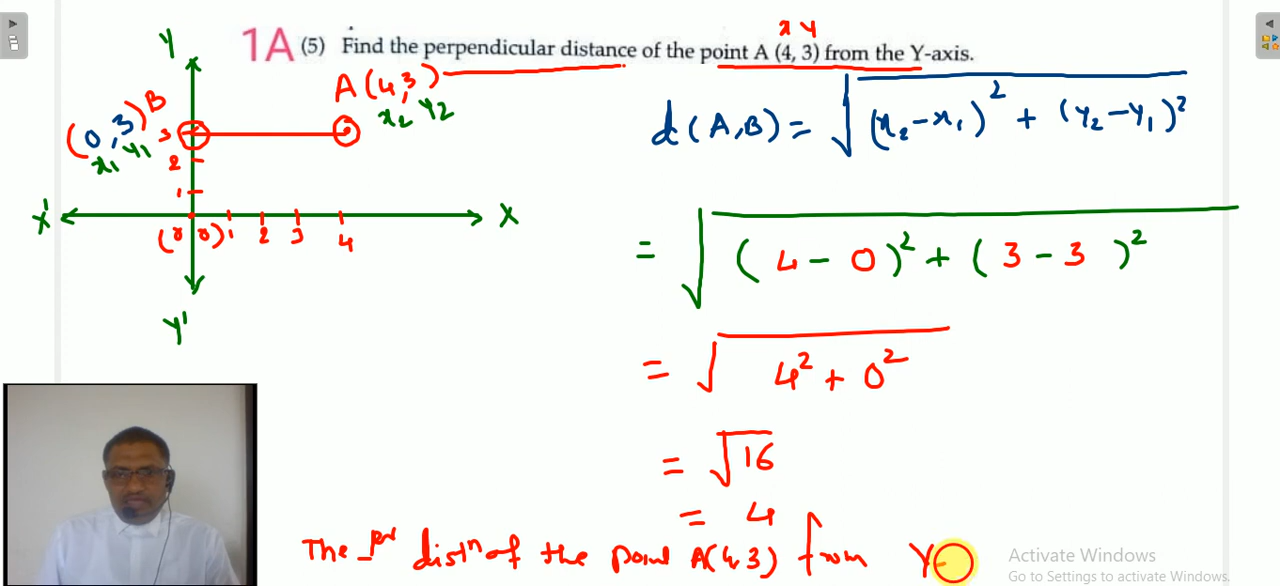 1A (5) Find the perpendicular distance of the point A (4, 3) from the Y-axis.
x y
Y
A (4,3)
x₂ y₂
(0, 3) B
x₁ y₁
3
2
1
X' X
(0 0) 1 2 3 4
Y'
d(A,B) = √(x₂-x₁)² + (y₂-y₁)²
= √(4 - 0)² + (3 - 3)²
= √4² + 0²
= √16
= 4
The ⊥er distn of the point A(4,3) from Y-
Activate Windows
Go to Settings to activate Windows.